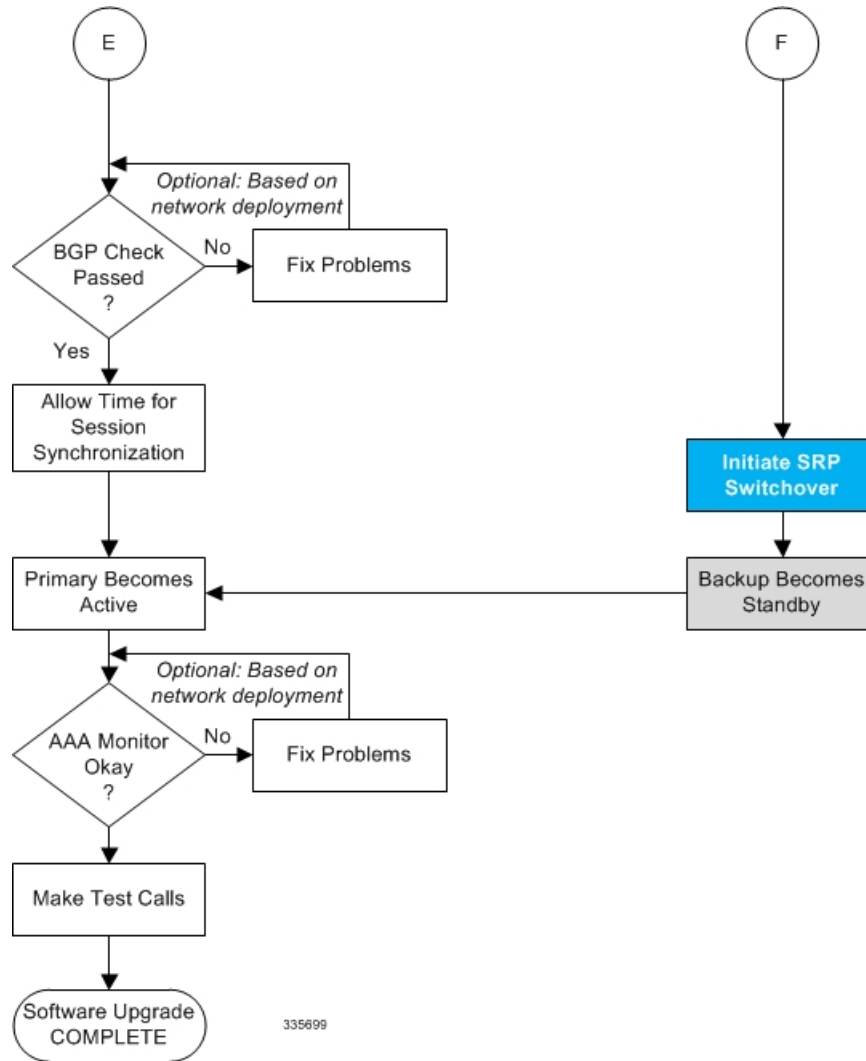 E
F
Optional: Based on
network deployment
BGP Check
Passed
?
No
Fix Problems
Yes
Allow Time for
Session
Synchronization
Initiate SRP
Switchover
Primary Becomes
Active
Backup Becomes
Standby
Optional: Based on
network deployment
AAA Monitor
Okay
?
No
Fix Problems
Make Test Calls
Software Upgrade
COMPLETE
335699